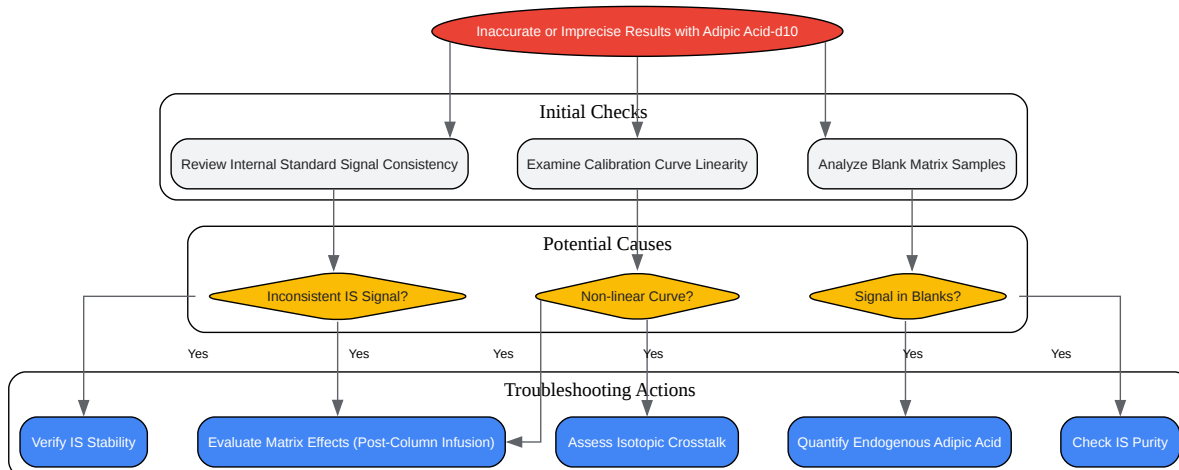 Inaccurate or Imprecise Results with Adipic Acid-d10
Initial Checks
Review Internal Standard Signal Consistency
Examine Calibration Curve Linearity
Analyze Blank Matrix Samples
Potential Causes
Inconsistent IS Signal?
Non-linear Curve?
Signal in Blanks?
Yes
Yes
Yes
Yes
Yes
Yes
Troubleshooting Actions
Verify IS Stability
Evaluate Matrix Effects (Post-Column Infusion)
Assess Isotopic Crosstalk
Quantify Endogenous Adipic Acid
Check IS Purity